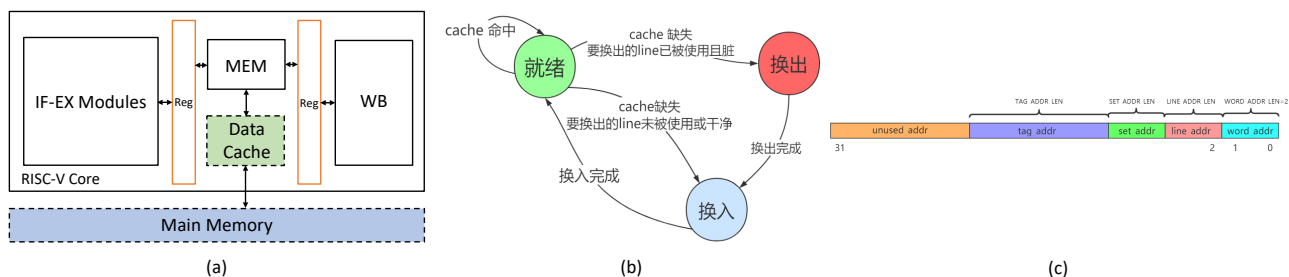 IF-EX Modules
Reg
MEM
Data
Cache
Reg
WB
RISC-V Core
Main Memory
(a)
cache 命中
就绪
cache 缺失
要换出的line已被使用且脏
换出
cache缺失
要换出的line未被使用或干净
换出完成
换入完成
换入
(b)
TAG ADDR LEN
SET ADDR LEN
LINE ADDR LEN
WORD ADDR LEN=2
unused addr
tag addr
set addr
line addr
word addr
31
2
1
0
(c)